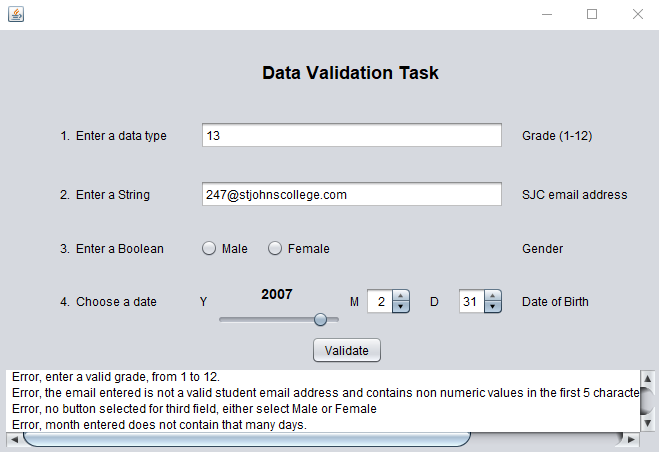 Data Validation Task
1. Enter a data type 13 Grade (1-12)
2. Enter a String 247@stjohnscollege.com SJC email address
3. Enter a Boolean Male Female Gender
4. Choose a date Y 2007 M 2 D 31 Date of Birth
Validate
Error, enter a valid grade, from 1 to 12.
Error, the email entered is not a valid student email address and contains non numeric values in the first 5 characte
Error, no button selected for third field, either select Male or Female
Error, month entered does not contain that many days.